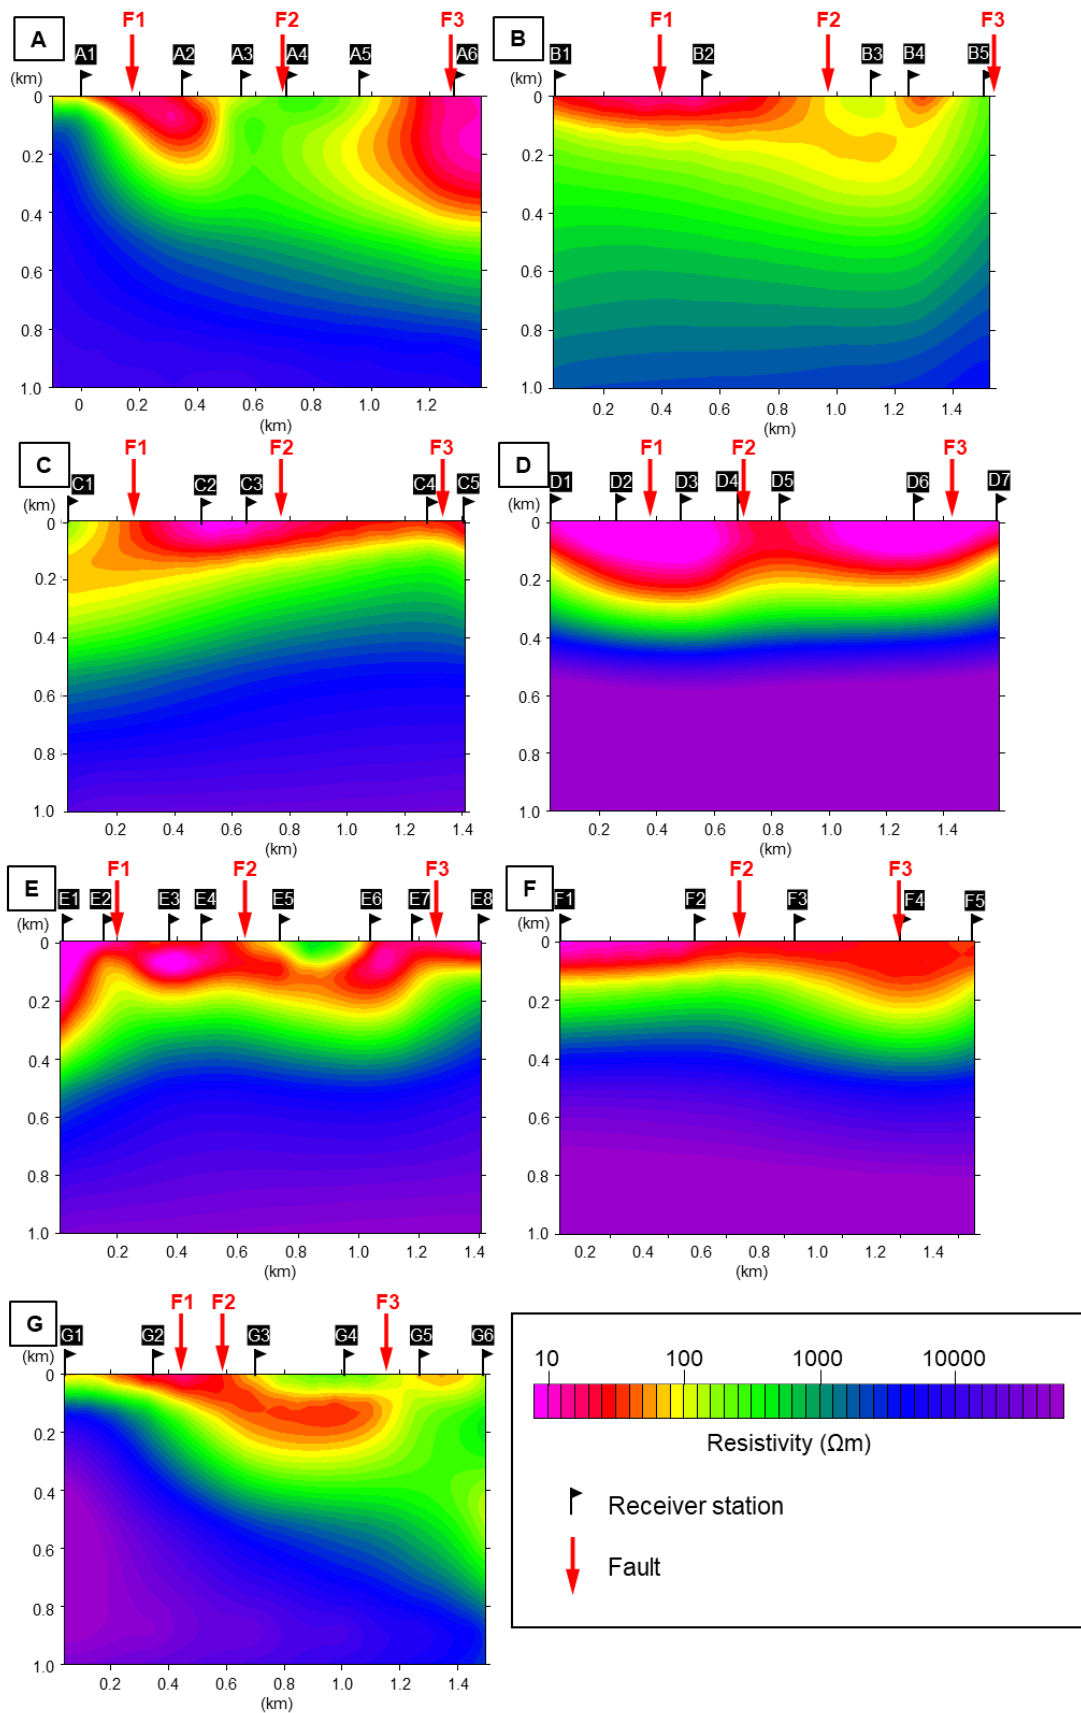 F1 F2 F3
A
A1 A2 A3 A4 A5 A6
(km)
0
0.2
0.4
0.6
0.8
1.0
0 0.2 0.4 0.6 0.8 1.0 1.2
(km)
F1 F2 F3
B
B1 B2 B3 B4 B5
(km)
0
0.2
0.4
0.6
0.8
1.0
0.2 0.4 0.6 0.8 1.0 1.2 1.4
(km)
F1 F2 F3
C
C1 C2 C3 C4 C5
(km)
0
0.2
0.4
0.6
0.8
1.0
0.2 0.4 0.6 0.8 1.0 1.2 1.4
(km)
F1 F2 F3
D
D1 D2 D3 D4 D5 D6 D7
(km)
0
0.2
0.4
0.6
0.8
1.0
0.2 0.4 0.6 0.8 1.0 1.2 1.4
(km)
F1 F2 F3
E
E1 E2 E3 E4 E5 E6 E7 E8
(km)
0
0.2
0.4
0.6
0.8
1.0
0.2 0.4 0.6 0.8 1.0 1.2 1.4
(km)
F2 F3
F
F1 F2 F3 F4 F5
(km)
0
0.2
0.4
0.6
0.8
1.0
0.2 0.4 0.6 0.8 1.0 1.2 1.4
(km)
F1 F2 F3
G
G1 G2 G3 G4 G5 G6
(km)
0
0.2
0.4
0.6
0.8
1.0
0.2 0.4 0.6 0.8 1.0 1.2 1.4
(km)
10 100 1000 10000
Resistivity (Ωm)
Receiver station
Fault